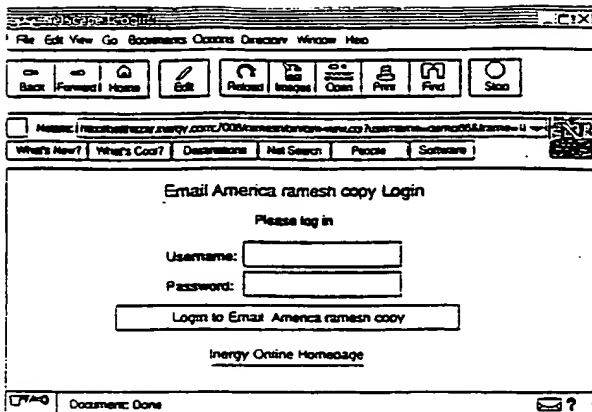 File Edit View Go Bookmarks Options Directory Window Help
Back Forward Home Edit Reload Images Open Print Find Stop
What's New? What's Cool? Destinations Net Search People Software
N
Email America ramesh copy Login
Please log in
Username:
Password:
Login to Email America ramesh copy
Inergy Online Homepage
Document: Done
?